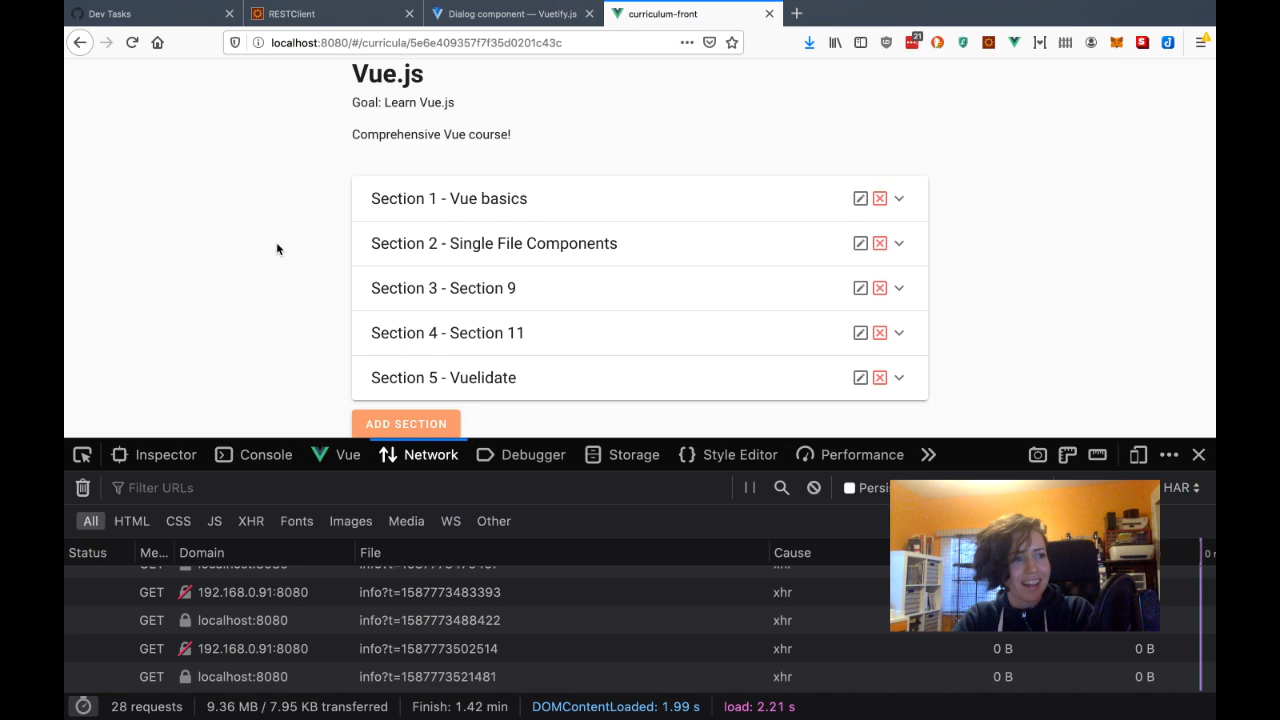 Dev Tasks
RESTClient
Dialog component — Vuetify.js
curriculum-front
localhost:8080/#/curricula/5e6e409357f7f35d0201c43c
21
Vue.js
Goal: Learn Vue.js
Comprehensive Vue course!
Section 1 - Vue basics
Section 2 - Single File Components
Section 3 - Section 9
Section 4 - Section 11
Section 5 - Vuelidate
ADD SECTION
Inspector Console Vue Network Debugger Storage Style Editor Performance
Filter URLs Persi HAR
All HTML CSS JS XHR Fonts Images Media WS Other
Status Me... Domain File Cause 0
GET 192.168.0.91:8080 info?t=1587773483393 xhr
GET localhost:8080 info?t=1587773488422 xhr
GET 192.168.0.91:8080 info?t=1587773502514 xhr 0 B 0 B
GET localhost:8080 info?t=1587773521481 xhr 0 B 0 B
28 requests 9.36 MB / 7.95 KB transferred Finish: 1.42 min DOMContentLoaded: 1.99 s load: 2.21 s